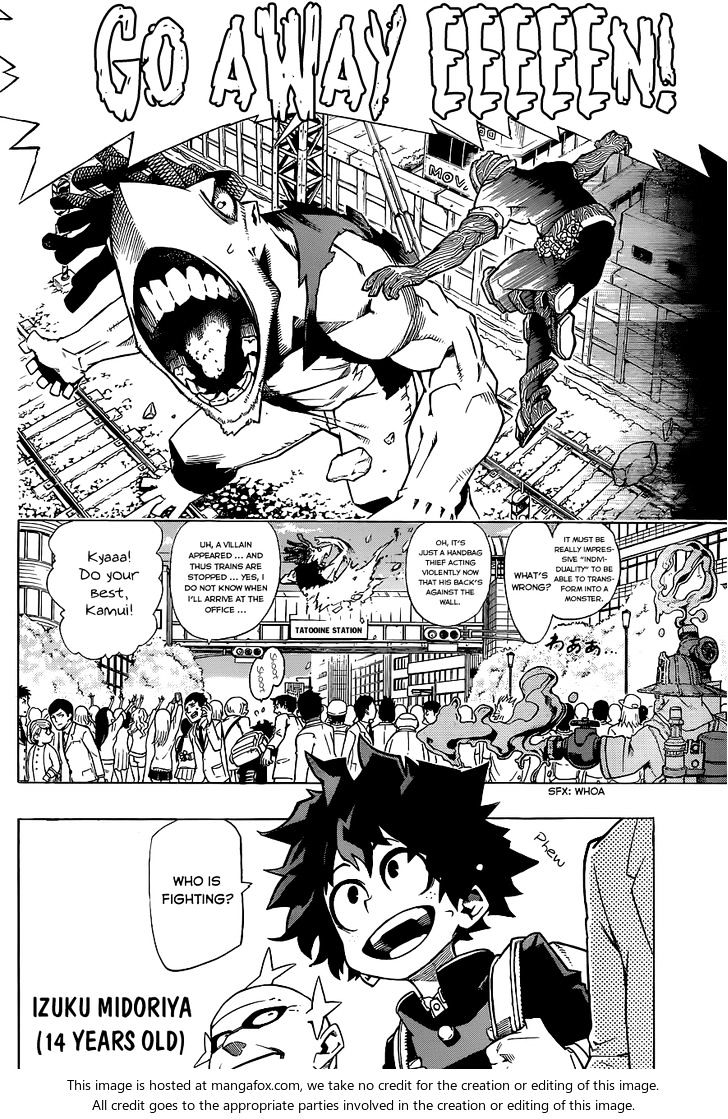 GO AWAY EEEEEN!
MOV
Kyaaa!
Do your
Best,
Kamui!
UH, A VILLAIN
APPEARED ... AND
THUS TRAINS ARE
STOPPED ... YES, I
DO NOT KNOW WHEN
I'LL ARRIVE AT THE
OFFICE ...
OH, IT'S
JUST A HANDBAG
THIEF ACTING
VIOLENTLY NOW
THAT HIS BACK'S
AGAINST THE
WALL.
WHAT'S
WRONG?
IT MUST BE
REALLY IMPRES-
SIVE "INDIVI-
DUALITY" TO BE
ABLE TO TRANS-
FORM INTO A
MONSTER.
TATOOINE STATION
わあああ...
SFX: WHOA
Phew
WHO IS
FIGHTING?
IZUKU MIDORIYA
(14 YEARS OLD)
This image is hosted at mangafox.com, we take no credit for the creation or editing of this image.
All credit goes to the appropriate parties involved in the creation or editing of this image.